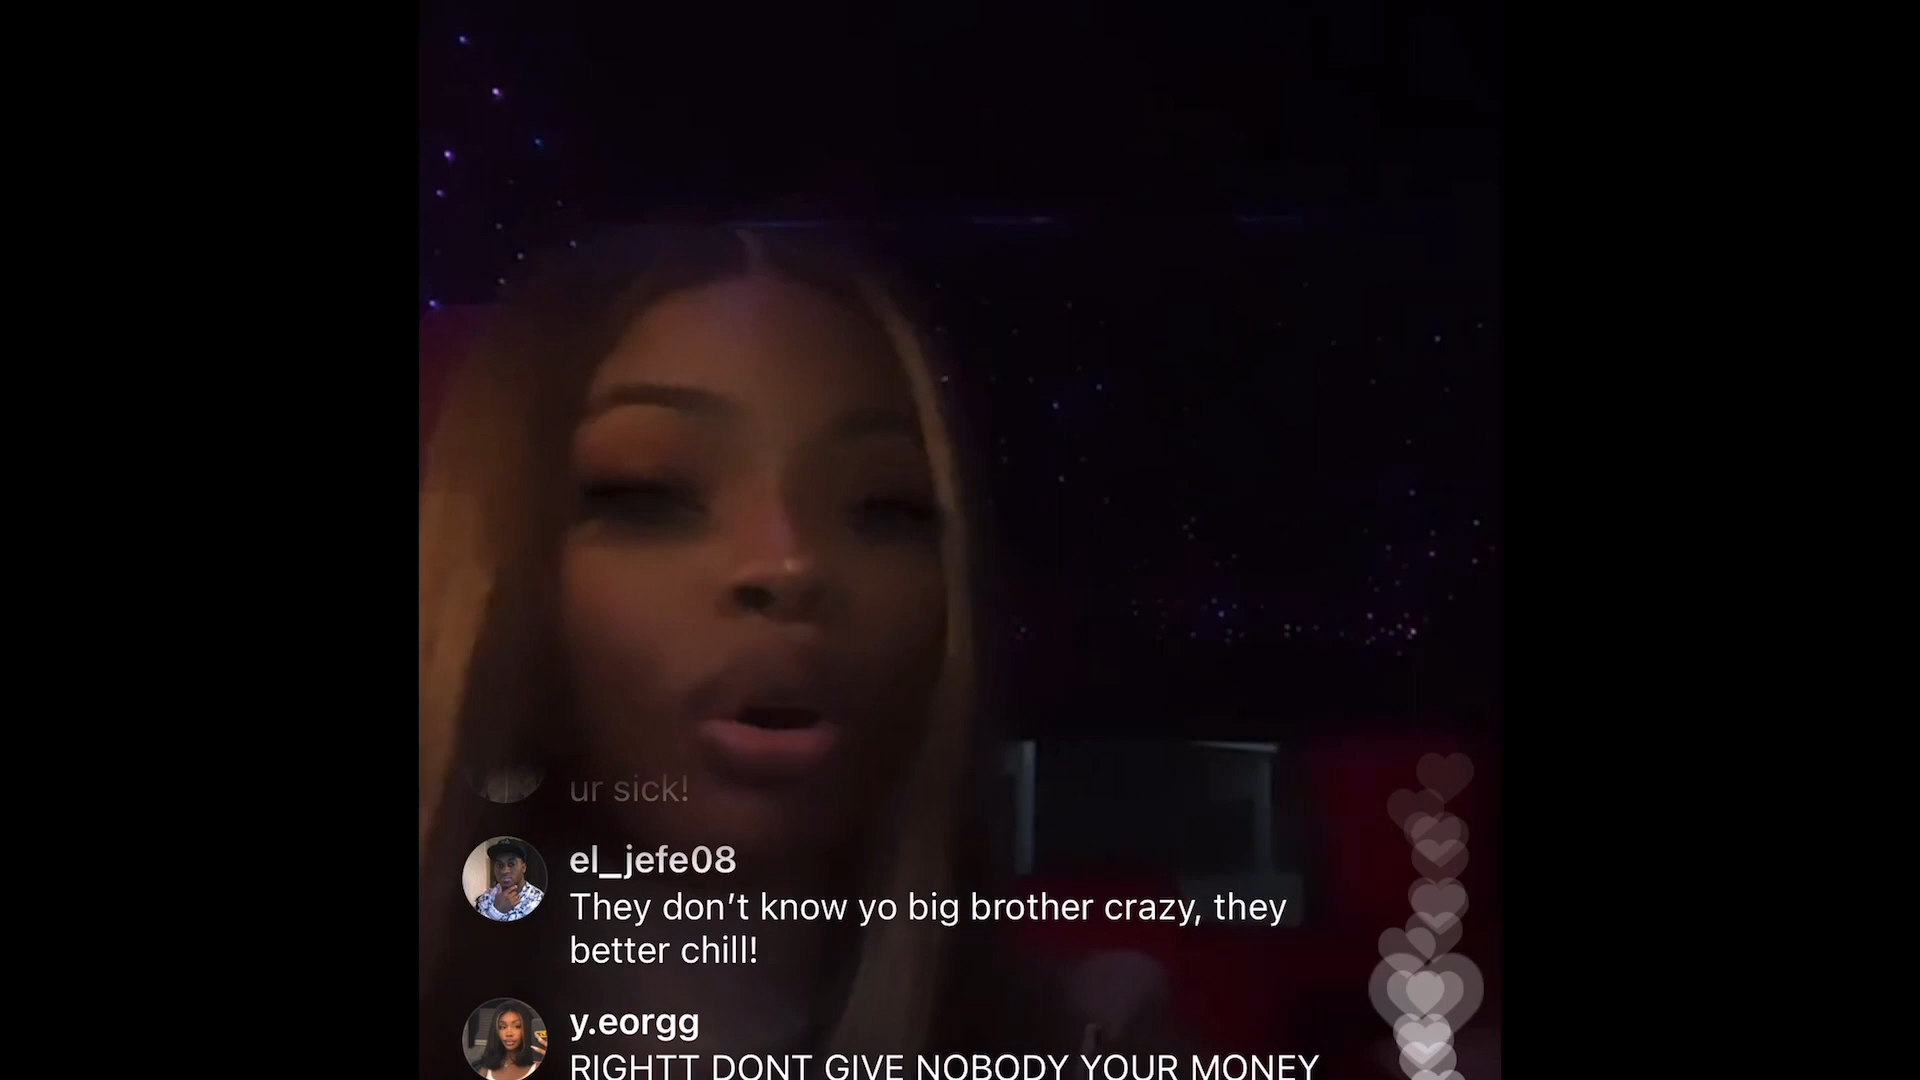 ur sick!
el_jefe08
They don’t know yo big brother crazy, they
better chill!
y.eorgg
RIGHTT DONT GIVE NOBODY YOUR MONEY